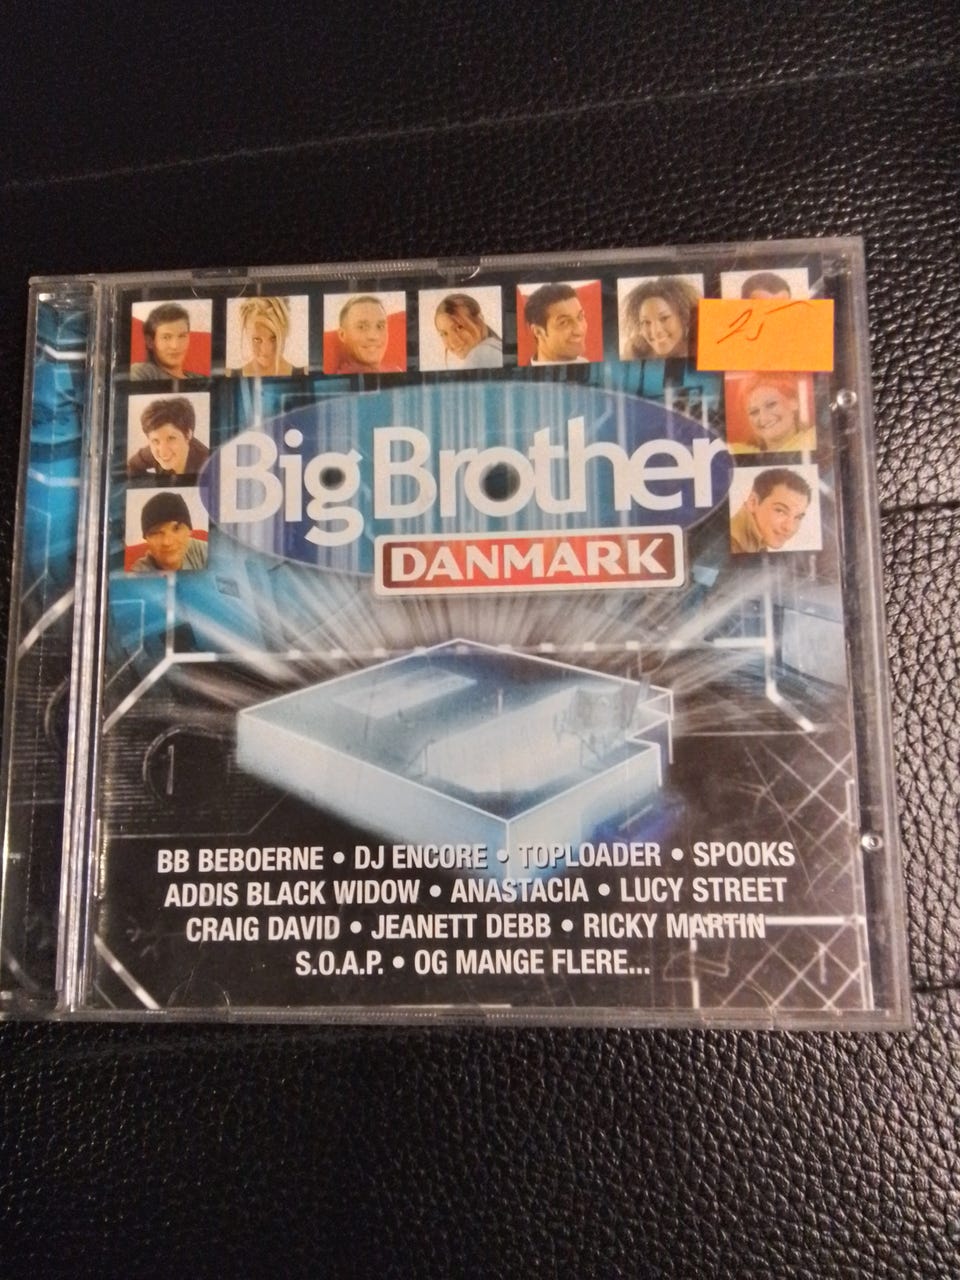 25
Big Brother
DANMARK
BB BEBOERNE • DJ ENCORE • TOPLOADER • SPOOKS
ADDIS BLACK WIDOW • ANASTACIA • LUCY STREET
CRAIG DAVID • JEANETT DEBB • RICKY MARTIN
S.O.A.P. • OG MANGE FLERE...